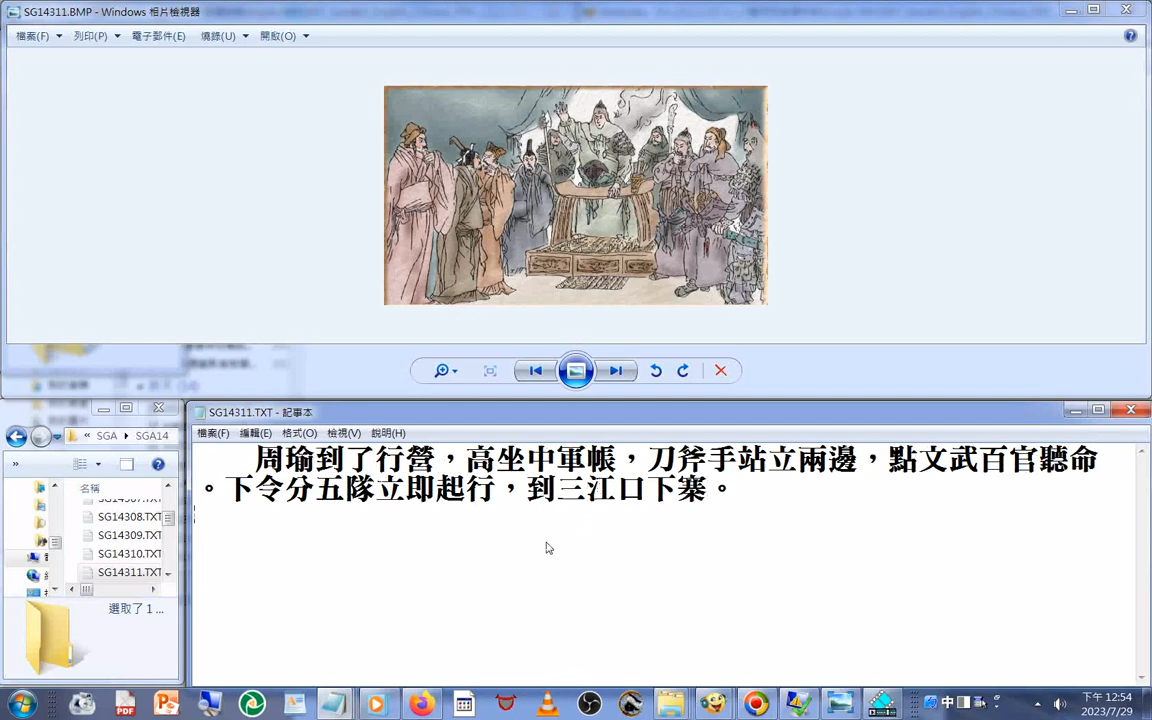 SG14311.BMP - Windows 相片檢視器
檔案(F) 列印(P) 電子郵件(E) 燒錄(U) 開啟(O)
SGA SGA14
名稱
SG14307.TXT
SG14308.TXT
SG14309.TXT
SG14310.TXT
SG14311.TXT
選取了 1 ...
SG14311.TXT - 記事本
檔案(F) 編輯(E) 格式(O) 檢視(V) 說明(H)
周瑜到了行營，高坐中軍帳，刀斧手站立兩邊，點文武百官聽命
。下令分五隊立即起行，到三江口下寨。
PDF
中
下午 12:54
2023/7/29